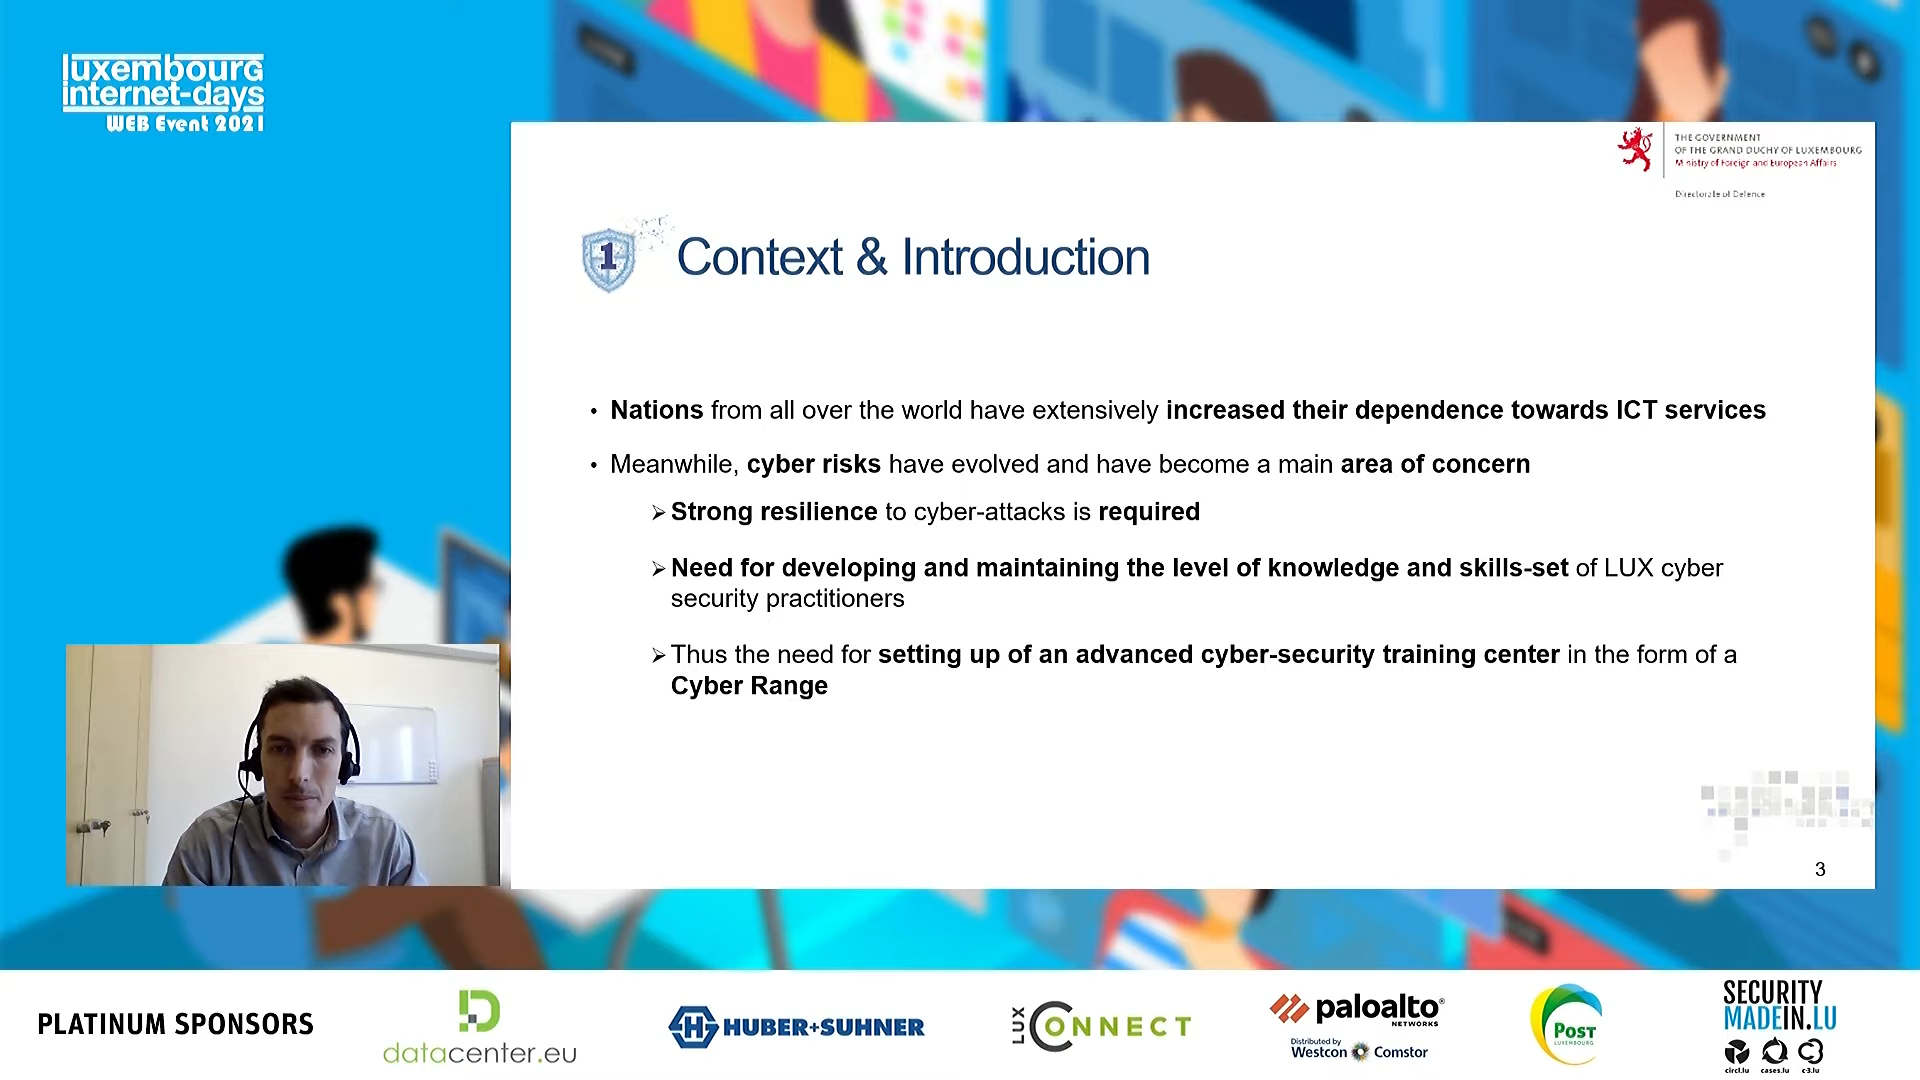 luxembourg
internet-days
WEB Event 2021
THE GOVERNMENT
OF THE GRAND DUCHY OF LUXEMBOURG
Ministry of Foreign and European Affairs
Directorate of Defence
1
Context & Introduction
• Nations from all over the world have extensively increased their dependence towards ICT services
• Meanwhile, cyber risks have evolved and have become a main area of concern
➢ Strong resilience to cyber-attacks is required
➢ Need for developing and maintaining the level of knowledge and skills-set of LUX cyber
security practitioners
➢ Thus the need for setting up of an advanced cyber-security training center in the form of a
Cyber Range
3
PLATINUM SPONSORS
datacenter.eu
HUBER+SUHNER
LUX CONNECT
paloalto®
NETWORKS
Distributed by
Westcon Comstor
POST
LUXEMBOURG
SECURITY
MADEIN.LU
circl.lu cases.lu c-3.lu